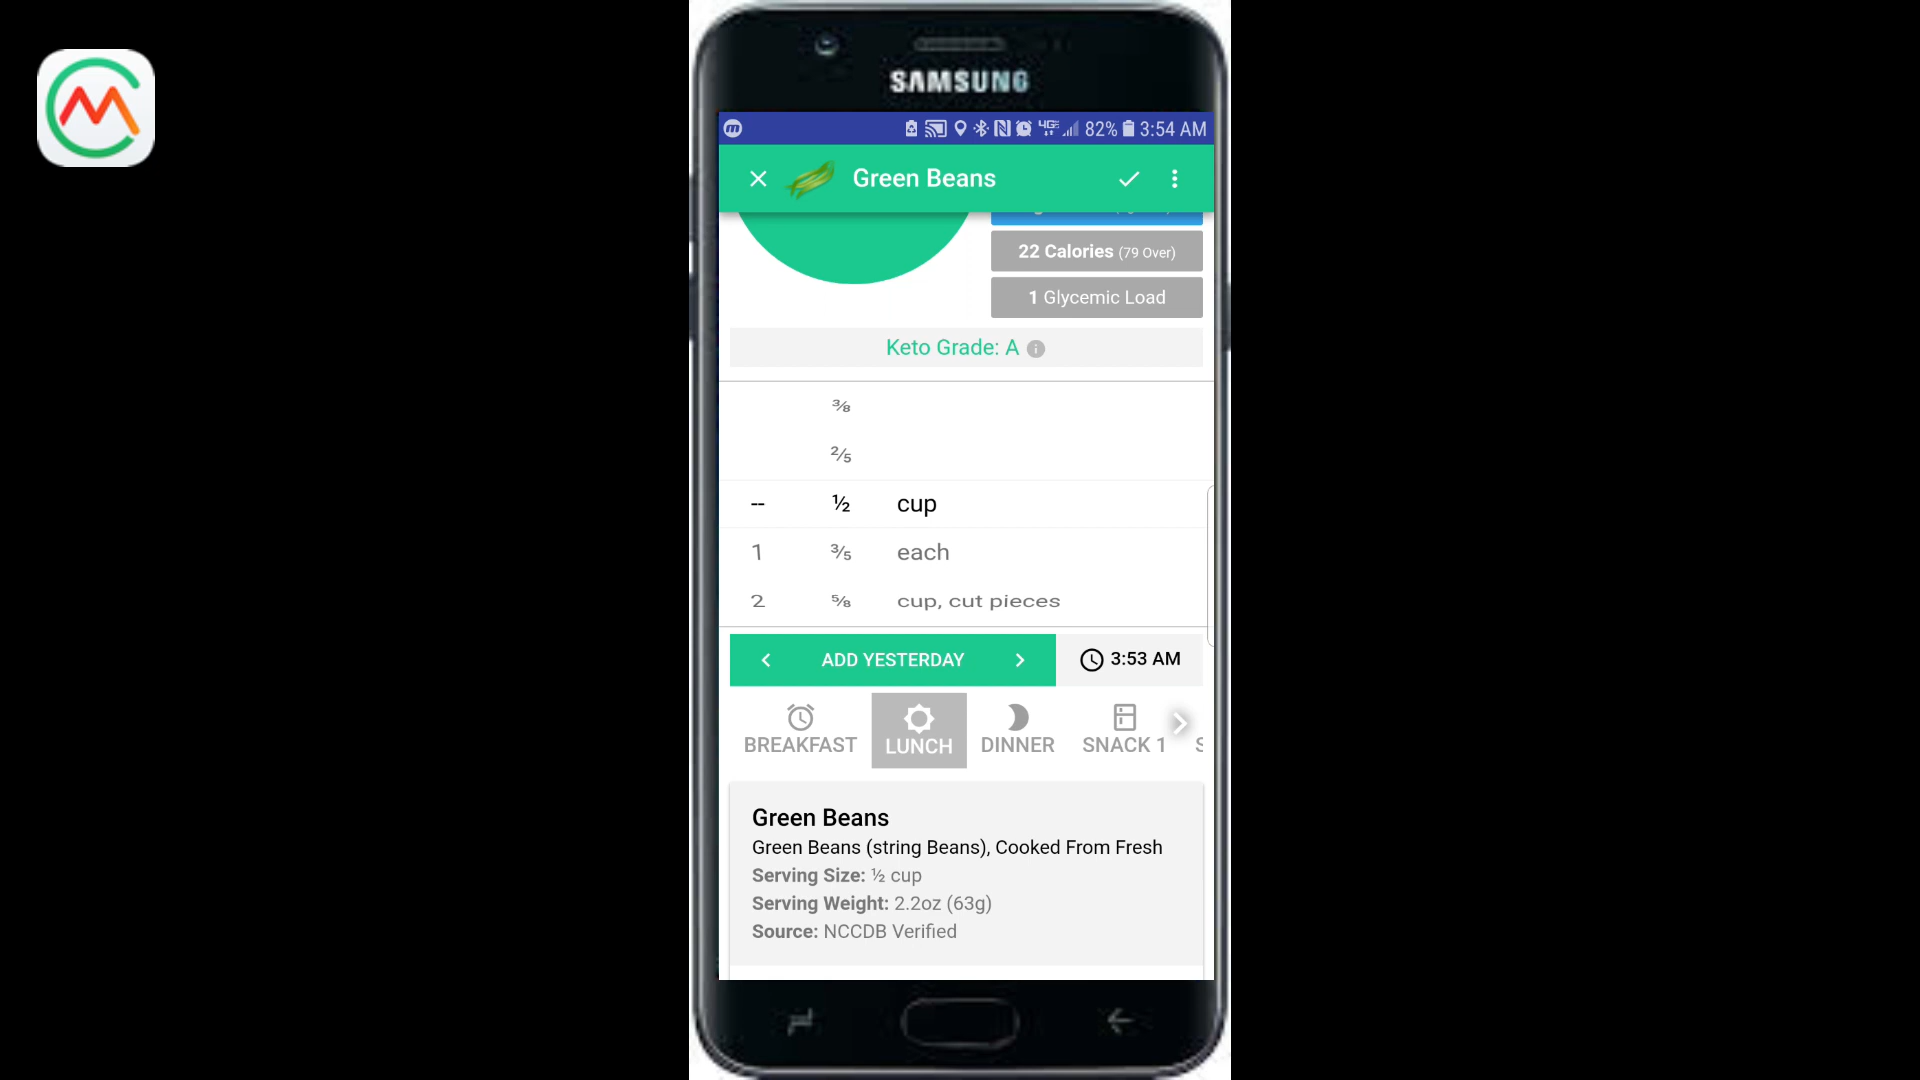 SAMSUNG
82% 3:54 AM
Green Beans
22 Calories (79 Over)
1 Glycemic Load
Keto Grade: A
⅜
⅖
-- ½ cup
1 ⅗ each
2 ⅝ cup, cut pieces
ADD YESTERDAY 3:53 AM
BREAKFAST LUNCH DINNER SNACK 1
Green Beans
Green Beans (string Beans), Cooked From Fresh
Serving Size: ½ cup
Serving Weight: 2.2oz (63g)
Source: NCCDB Verified